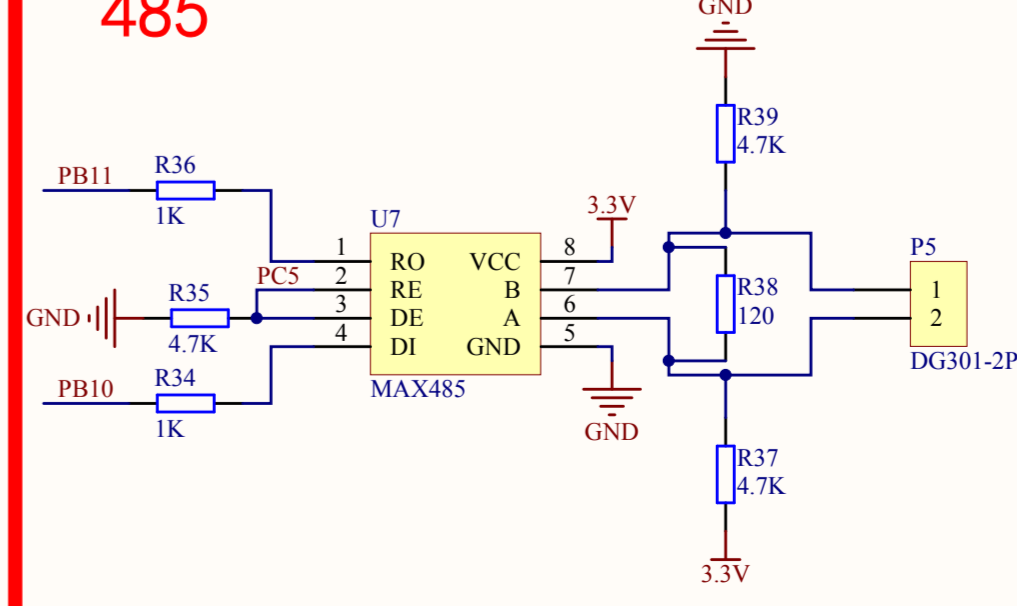 485
GND
R39
4.7K
PB11
R36
1K
3.3V
U7
P5
1
RO
VCC
8
PC5
2
RE
B
7
R38
120
1
GND
R35
4.7K
3
DE
A
6
2
4
DI
GND
5
DG301-2P
PB10
R34
1K
MAX485
GND
R37
4.7K
3.3V